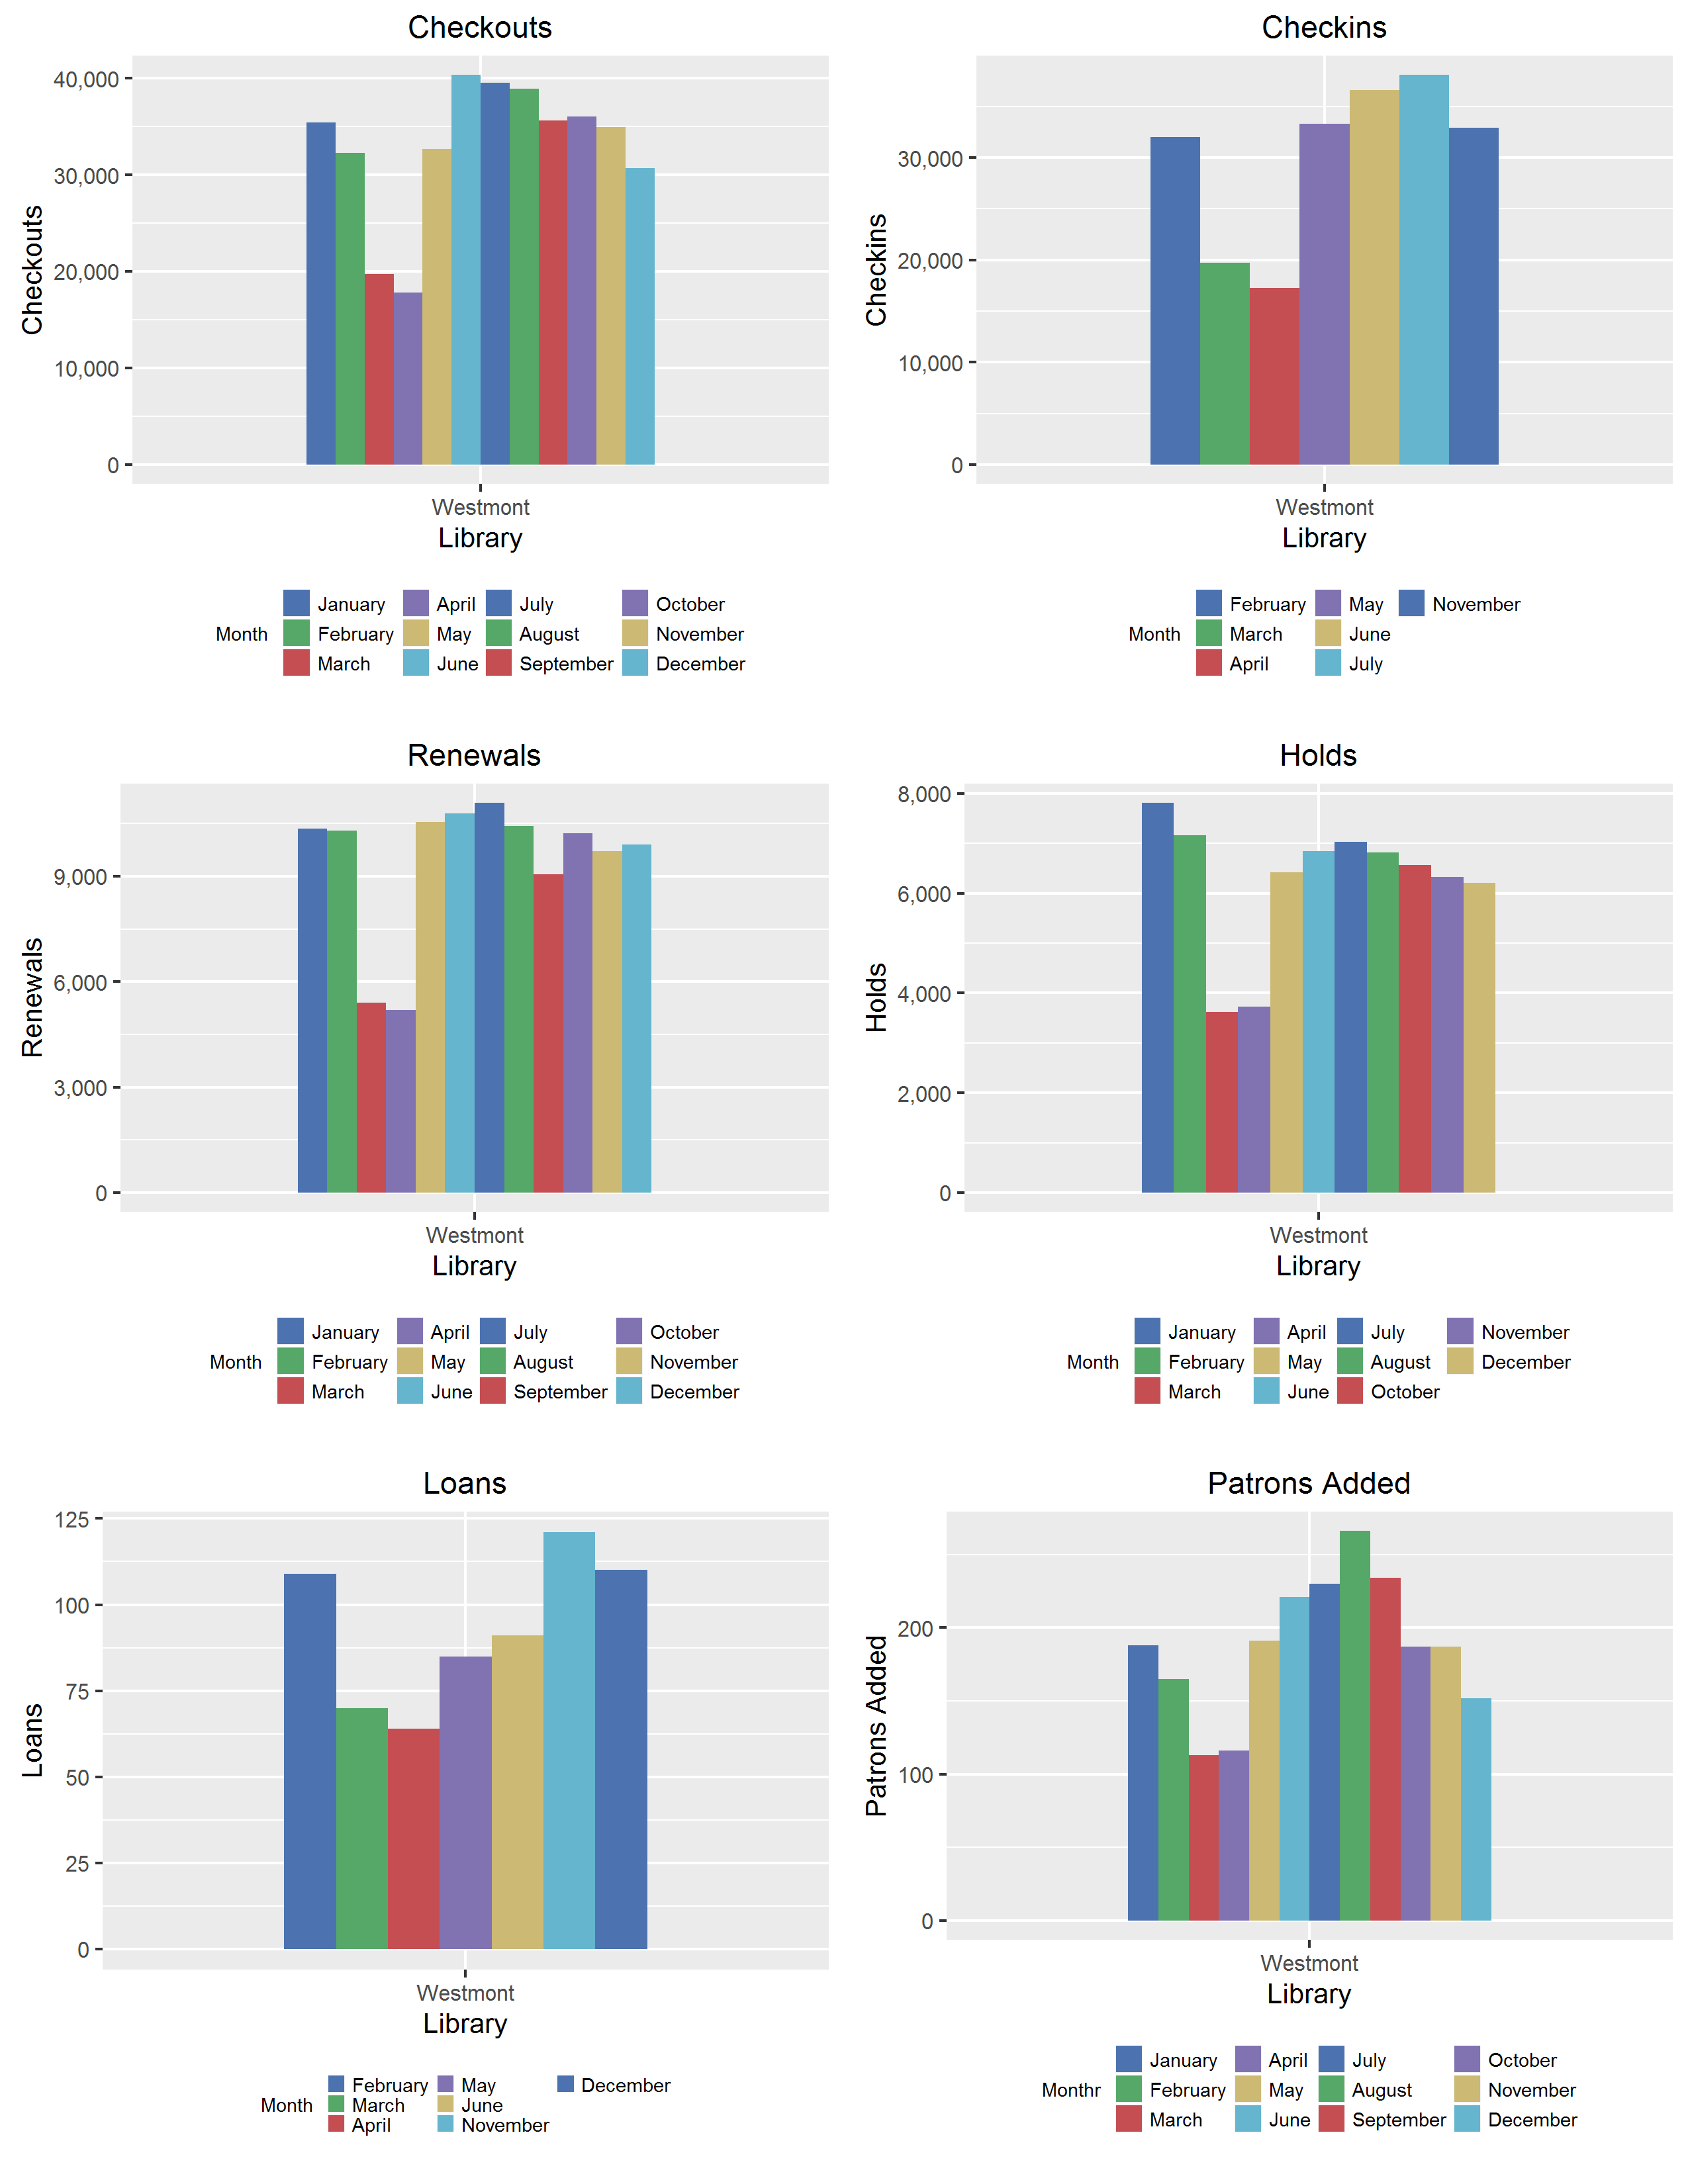 Checkouts
40,000
30,000
20,000
10,000
0
Checkouts
Westmont
Library
Month
January April July October
February May August November
March June September December
Checkins
30,000
20,000
10,000
0
Checkins
Westmont
Library
Month
February May November
March June
April July
Renewals
9,000
6,000
3,000
0
Renewals
Westmont
Library
Month
January April July October
February May August November
March June September December
Holds
8,000
6,000
4,000
2,000
0
Holds
Westmont
Library
Month
January April July November
February May August December
March June October
Loans
125
100
75
50
25
0
Loans
Westmont
Library
Month
February May December
March June
April November
Patrons Added
200
100
0
Patrons Added
Westmont
Library
Monthr
January April July October
February May August November
March June September December